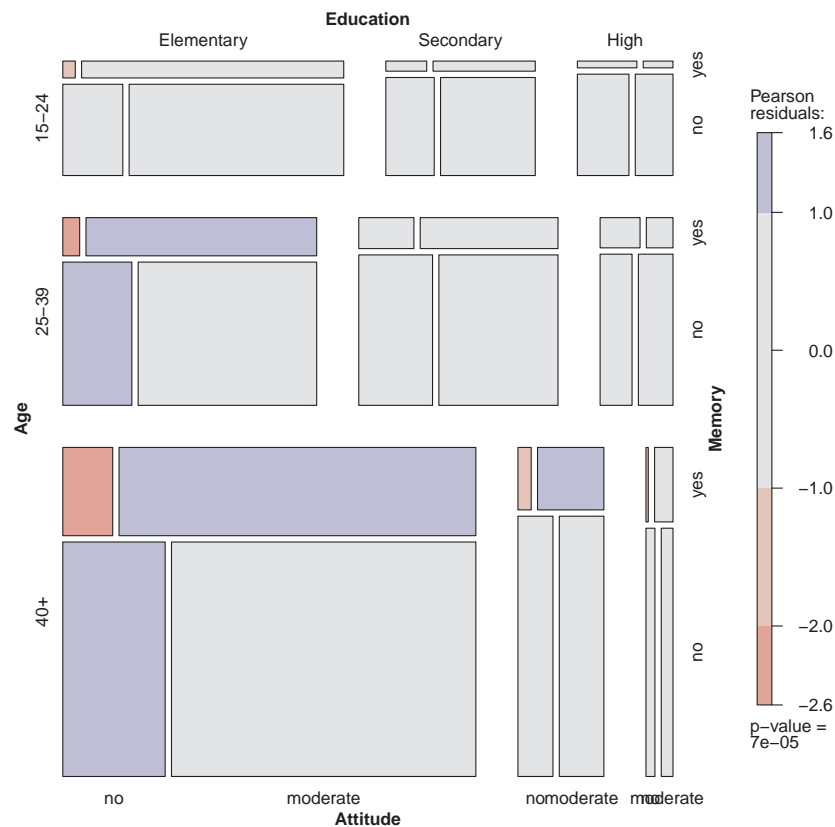 Education
Elementary Secondary High
15−24
yes
no
25−39
yes
no
40+
yes
no
Age
Memory
no moderate nomoderate moderate
Attitude
Pearson
residuals:
1.6
1.0
0.0
−1.0
−2.0
−2.6
p−value =
7e−05